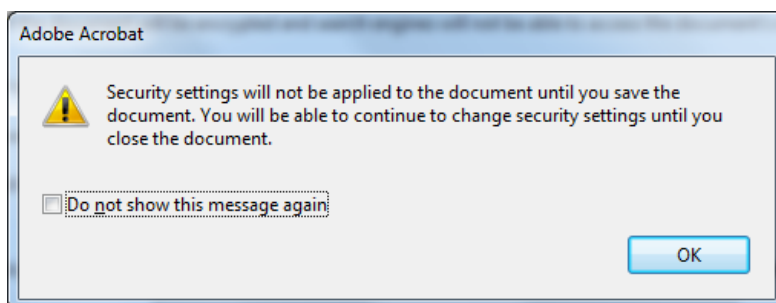 Adobe Acrobat
Security settings will not be applied to the document until you save the
document. You will be able to continue to change security settings until you
close the document.
Do not show this message again
OK